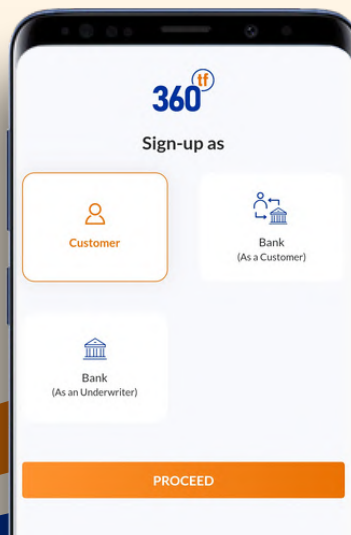 360tf
Sign-up as
Customer
Bank
(As a Customer)
Bank
(As an Underwriter)
PROCEED